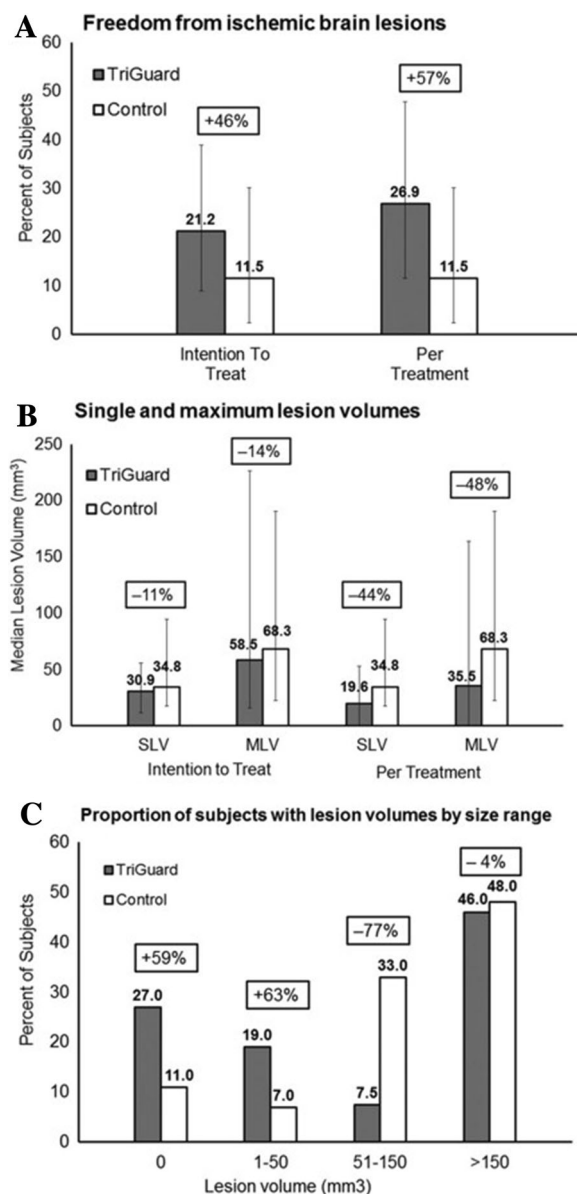 A Freedom from ischemic brain lesions
60
50
40
30
20
10
0
Percent of Subjects
TriGuard
Control
+46%
+57%
21.2
11.5
26.9
11.5
Intention To
Treat
Per
Treatment
B Single and maximum lesion volumes
250
200
150
100
50
0
Median Lesion Volume (mm³)
TriGuard
Control
–11%
–14%
–44%
–48%
30.9
34.8
58.5
68.3
19.6
34.8
35.5
68.3
SLV
MLV
SLV
MLV
Intention to Treat
Per Treatment
C Proportion of subjects with lesion volumes by size range
60
50
40
30
20
10
0
Percent of Subjects
TriGuard
Control
+59%
+63%
–77%
– 4%
27.0
11.0
19.0
7.0
7.5
33.0
46.0
48.0
0
1-50
51-150
>150
Lesion volume (mm3)